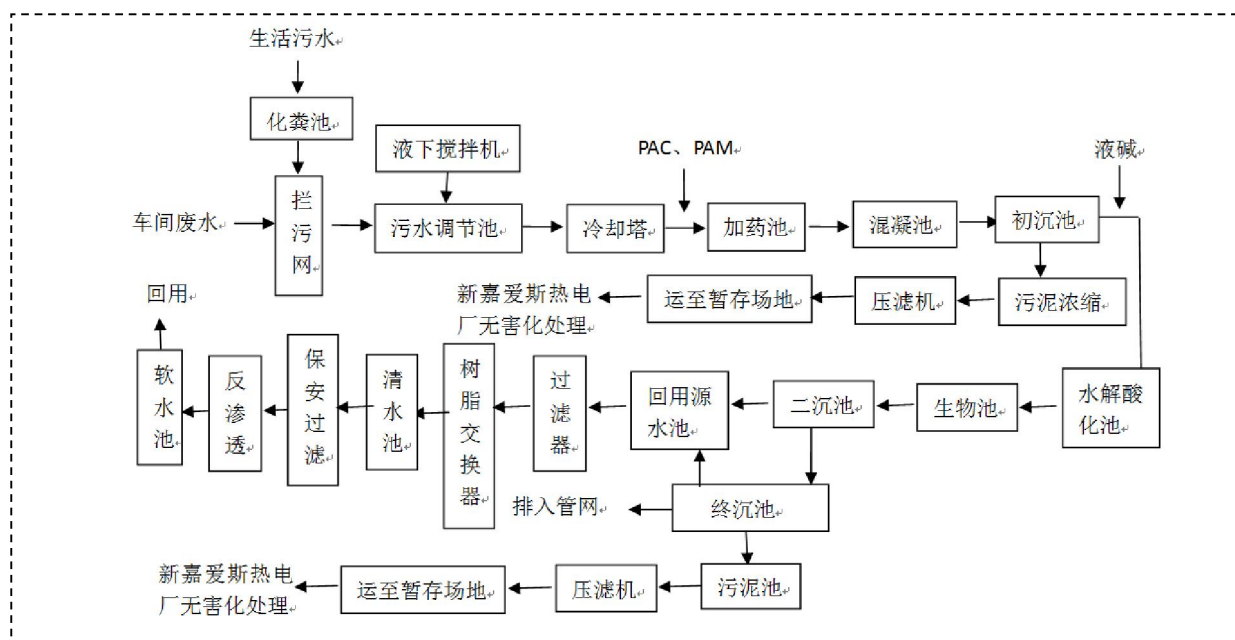 生活污水
化粪池
液下搅拌机
PAC、PAM
液碱
车间废水
拦污网
污水调节池
冷却塔
加药池
混凝池
初沉池
回用
新嘉爱斯热电
厂无害化处理
运至暂存场地
压滤机
污泥浓缩
软水池
反渗透
保安过滤
清水池
树脂交换器
过滤器
回用源
水池
二沉池
生物池
水解酸
化池
排入管网
终沉池
新嘉爱斯热电
厂无害化处理
运至暂存场地
压滤机
污泥池